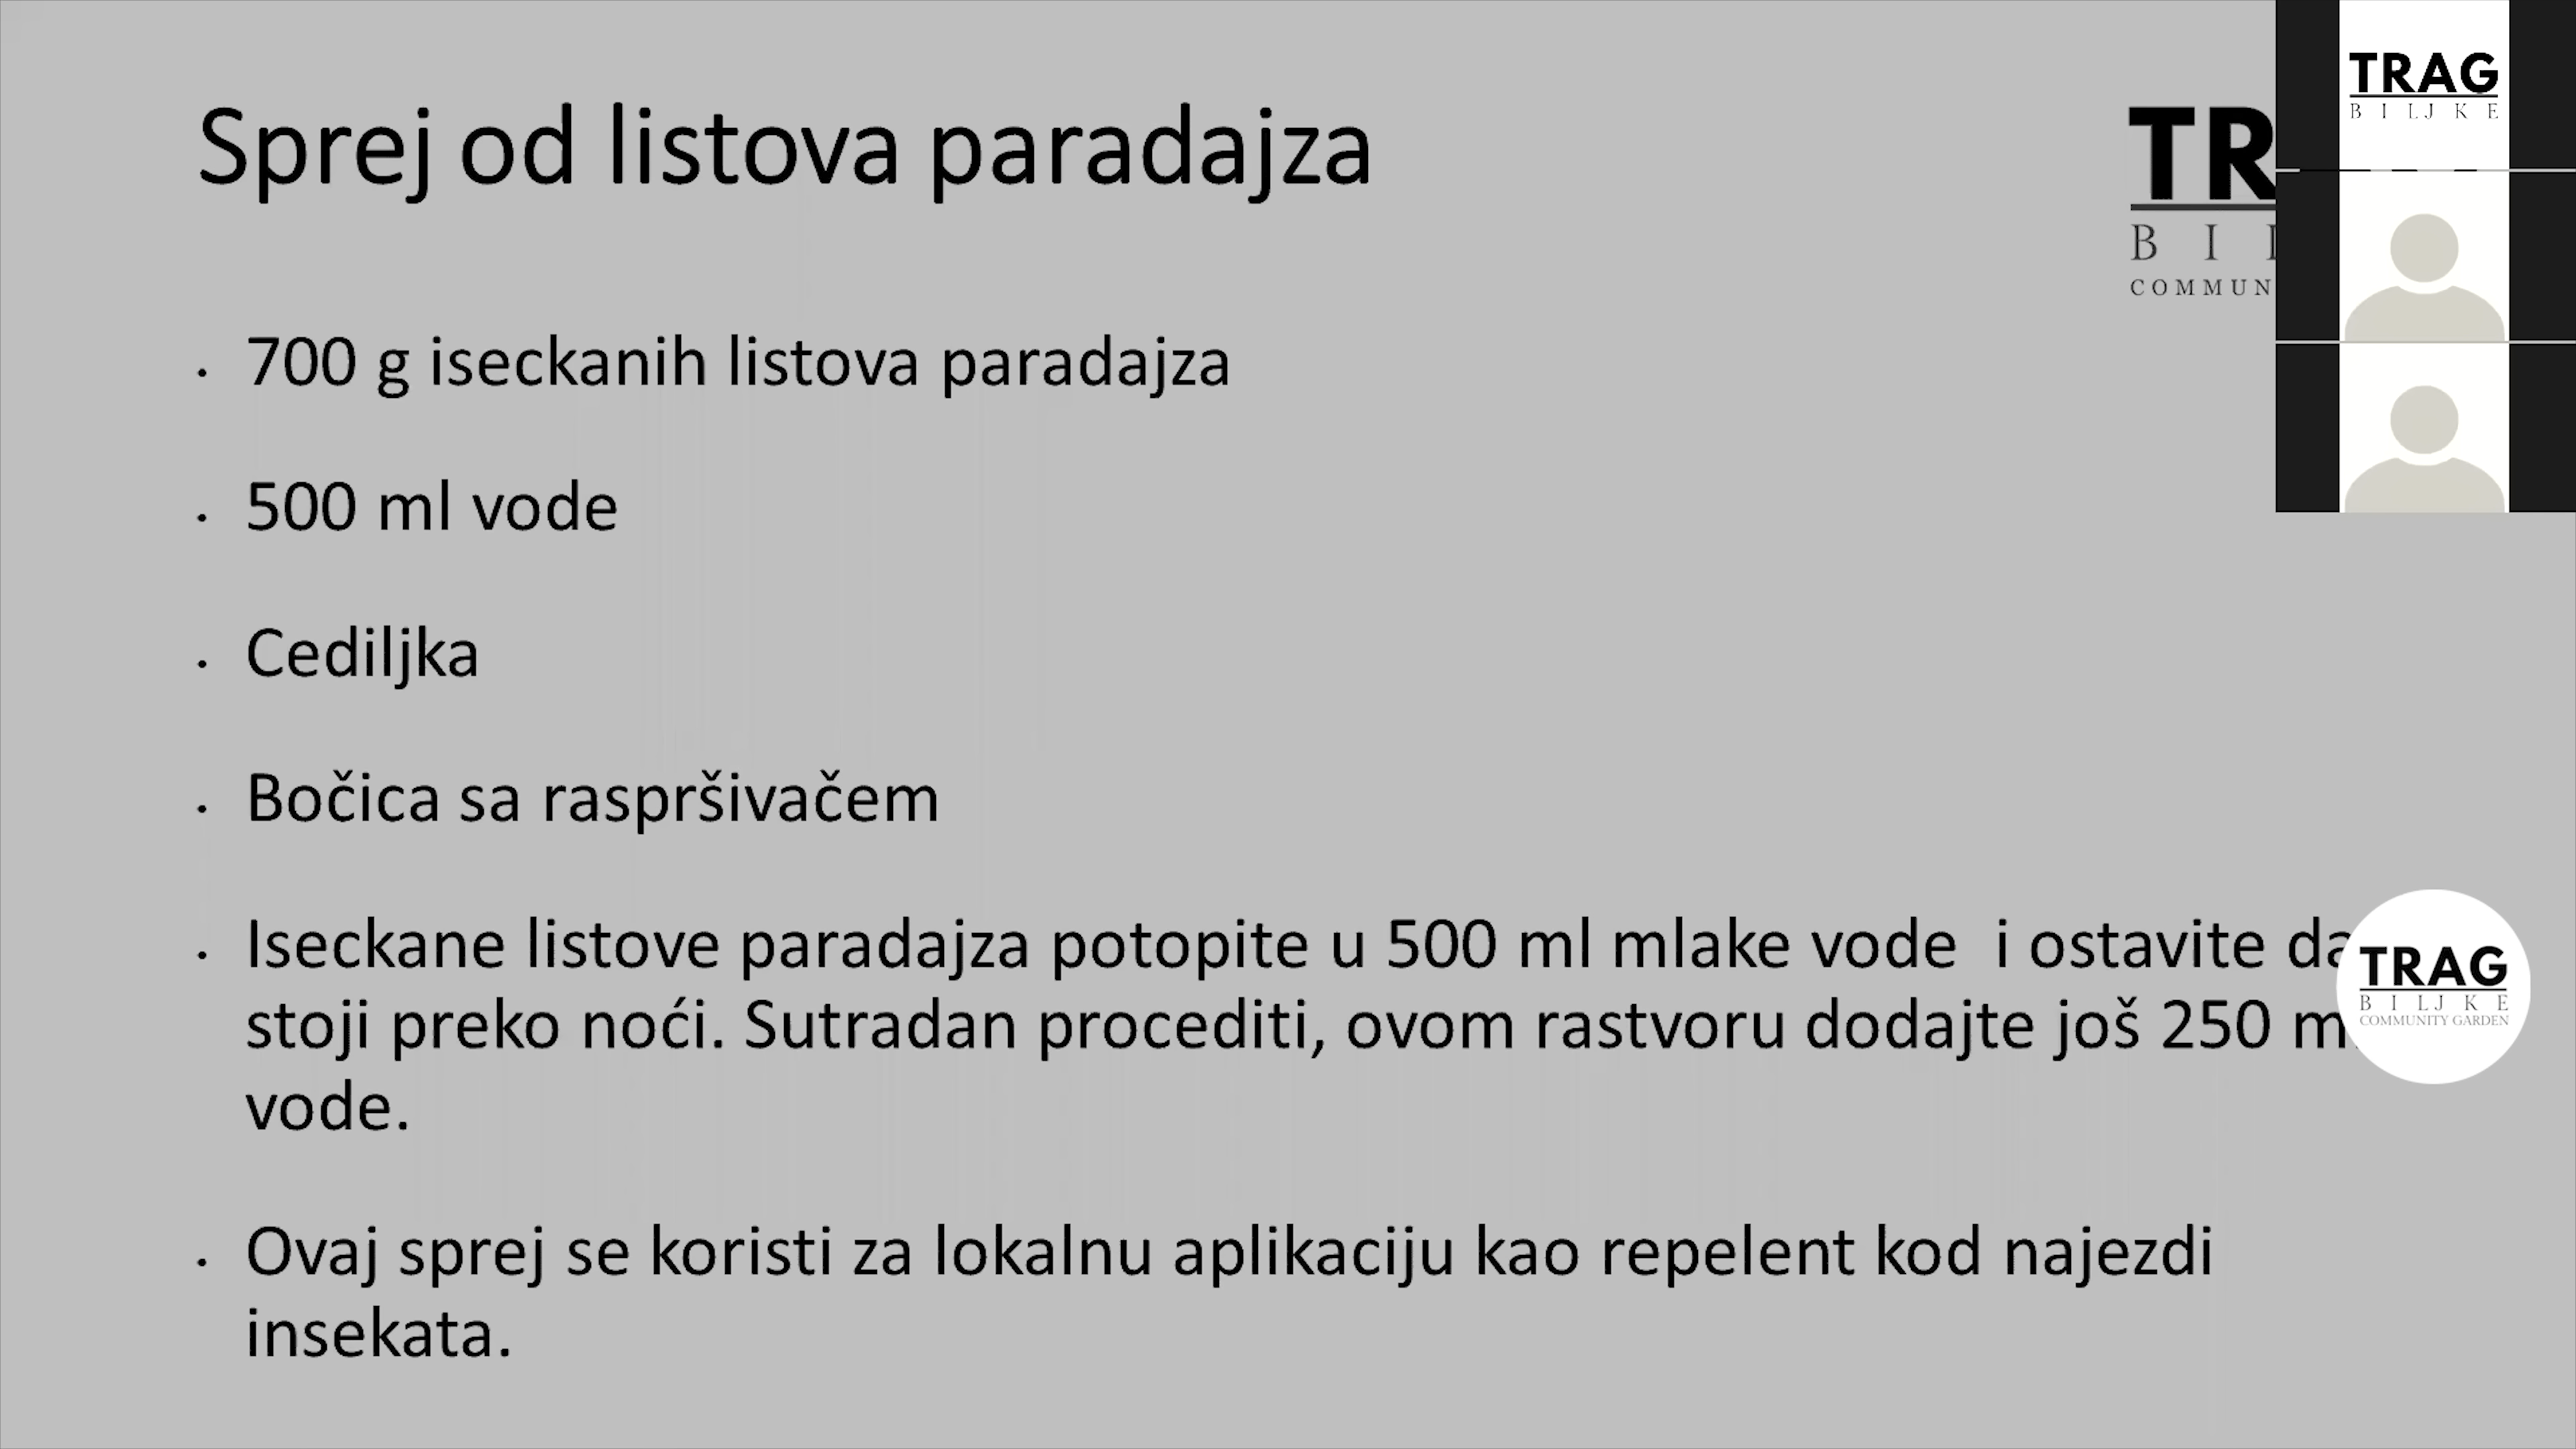 Sprej od listova paradajza
TRAG
BILJKE
COMMUN
700 g iseckanih listova paradajza
500 ml vode
Cediljka
Bočica sa raspršivačem
Iseckane listove paradajza potopite u 500 ml mlake vode i ostavite da
stoji preko noći. Sutradan procediti, ovom rastvoru dodajte još 250
vode.
TRAG
BILJKE
COMMUNITY GARDEN
Ovaj sprej se koristi za lokalnu aplikaciju kao repelent kod najezdi
insekata.